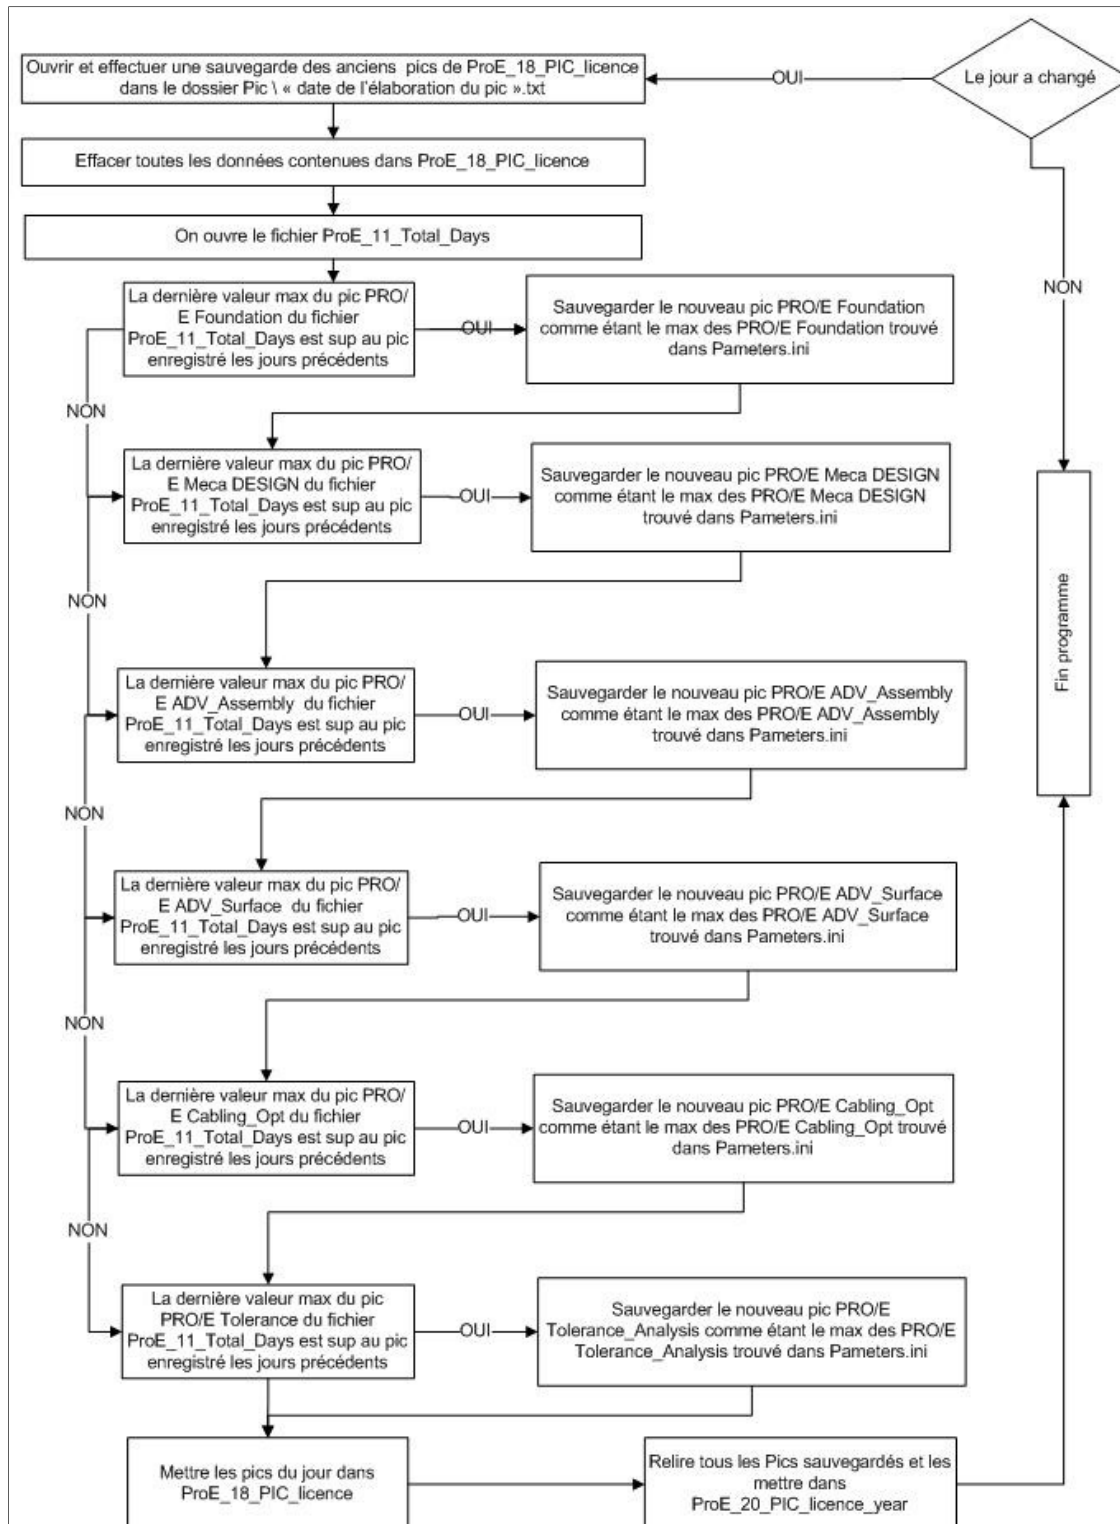 Le jour a changé
OUI
Ouvrir et effectuer une sauvegarde des anciens pics de ProE_18_PIC_licence
dans le dossier Pic \ « date de l'élaboration du pic ».txt
Effacer toutes les données contenues dans ProE_18_PIC_licence
On ouvre le fichier ProE_11_Total_Days
NON
La dernière valeur max du pic PRO/
E Foundation du fichier
ProE_11_Total_Days est sup au pic
enregistré les jours précédents
OUI
Sauvegarder le nouveau pic PRO/E Foundation
comme étant le max des PRO/E Foundation trouvé
dans Pameters.ini
NON
La dernière valeur max du pic PRO/
E Meca DESIGN du fichier
ProE_11_Total_Days est sup au pic
enregistré les jours précédents
OUI
Sauvegarder le nouveau pic PRO/E Meca DESIGN
comme étant le max des PRO/E Meca DESIGN
trouvé dans Pameters.ini
Fin programme
NON
La dernière valeur max du pic PRO/
E ADV_Assembly du fichier
ProE_11_Total_Days est sup au pic
enregistré les jours précédents
OUI
Sauvegarder le nouveau pic PRO/E ADV_Assembly
comme étant le max des PRO/E ADV_Assembly
trouvé dans Pameters.ini
NON
La dernière valeur max du pic PRO/
E ADV_Surface du fichier
ProE_11_Total_Days est sup au pic
enregistré les jours précédents
OUI
Sauvegarder le nouveau pic PRO/E ADV_Surface
comme étant le max des PRO/E ADV_Surface
trouvé dans Pameters.ini
NON
La dernière valeur max du pic PRO/
E Cabling_Opt du fichier
ProE_11_Total_Days est sup au pic
enregistré les jours précédents
OUI
Sauvegarder le nouveau pic PRO/E Cabling_Opt
comme étant le max des PRO/E Cabling_Opt trouvé
dans Pameters.ini
NON
La dernière valeur max du pic
PRO/E Tolerance du fichier
ProE_11_Total_Days est sup au pic
enregistré les jours précédents
OUI
Sauvegarder le nouveau pic PRO/E
Tolerance_Analysis comme étant le max des PRO/E
Tolerance_Analysis trouvé dans Pameters.ini
Mettre les pics du jour dans
ProE_18_PIC_licence
Relire tous les Pics sauvegardés et les
mettre dans
ProE_20_PIC_licence_year